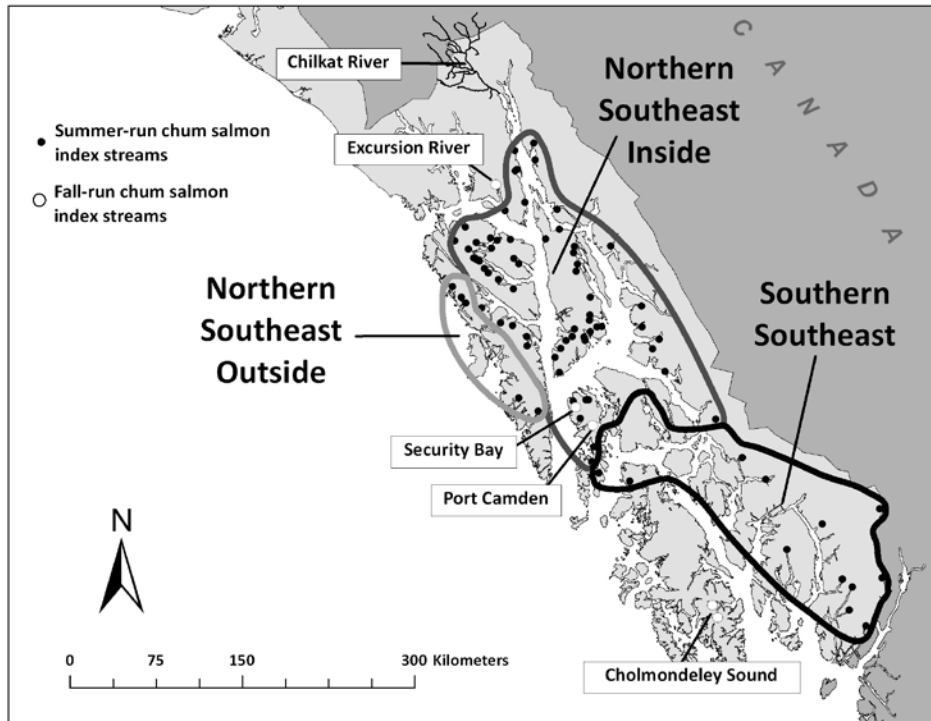 CANADA
Chilkat River
Northern
Southeast
Inside
Summer-run chum salmon
index streams
Excursion River
Fall-run chum salmon
index streams
Northern
Southeast
Outside
Southern
Southeast
Security Bay
Port Camden
N
Cholmondeley Sound
0 75 150 300 Kilometers